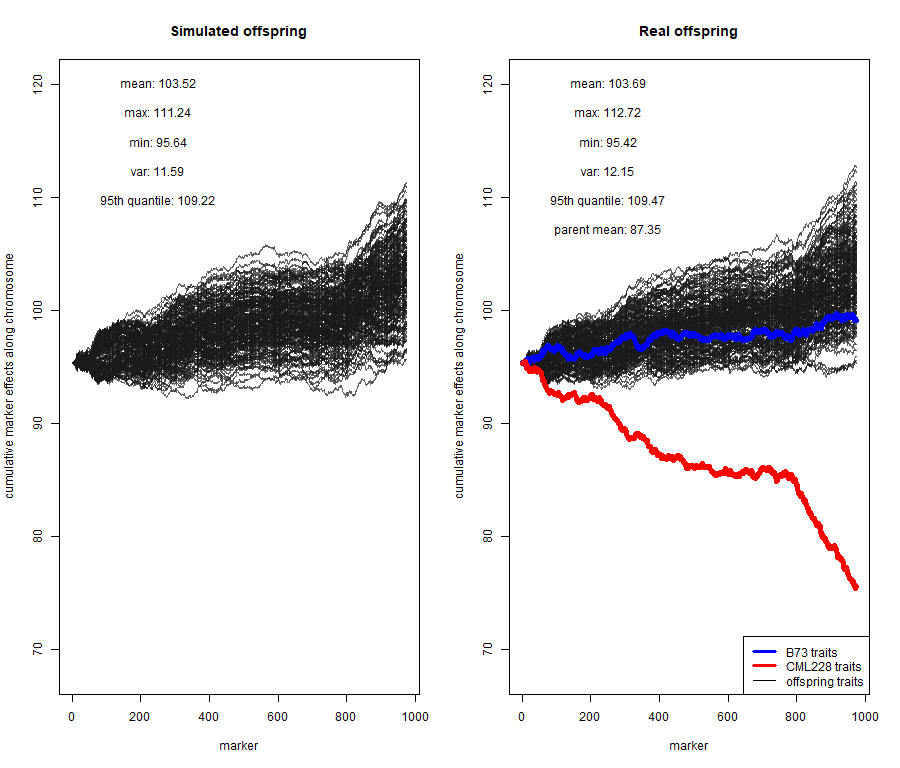 Simulated offspring
mean: 103.52
max: 111.24
min: 95.64
var: 11.59
95th quantile: 109.22
cumulative marker effects along chromosome
120
110
100
90
80
70
0 200 400 600 800 1000
marker
Real offspring
mean: 103.69
max: 112.72
min: 95.42
var: 12.15
95th quantile: 109.47
parent mean: 87.35
cumulative marker effects along chromosome
120
110
100
90
80
70
B73 traits
CML228 traits
offspring traits
0 200 400 600 800 1000
marker